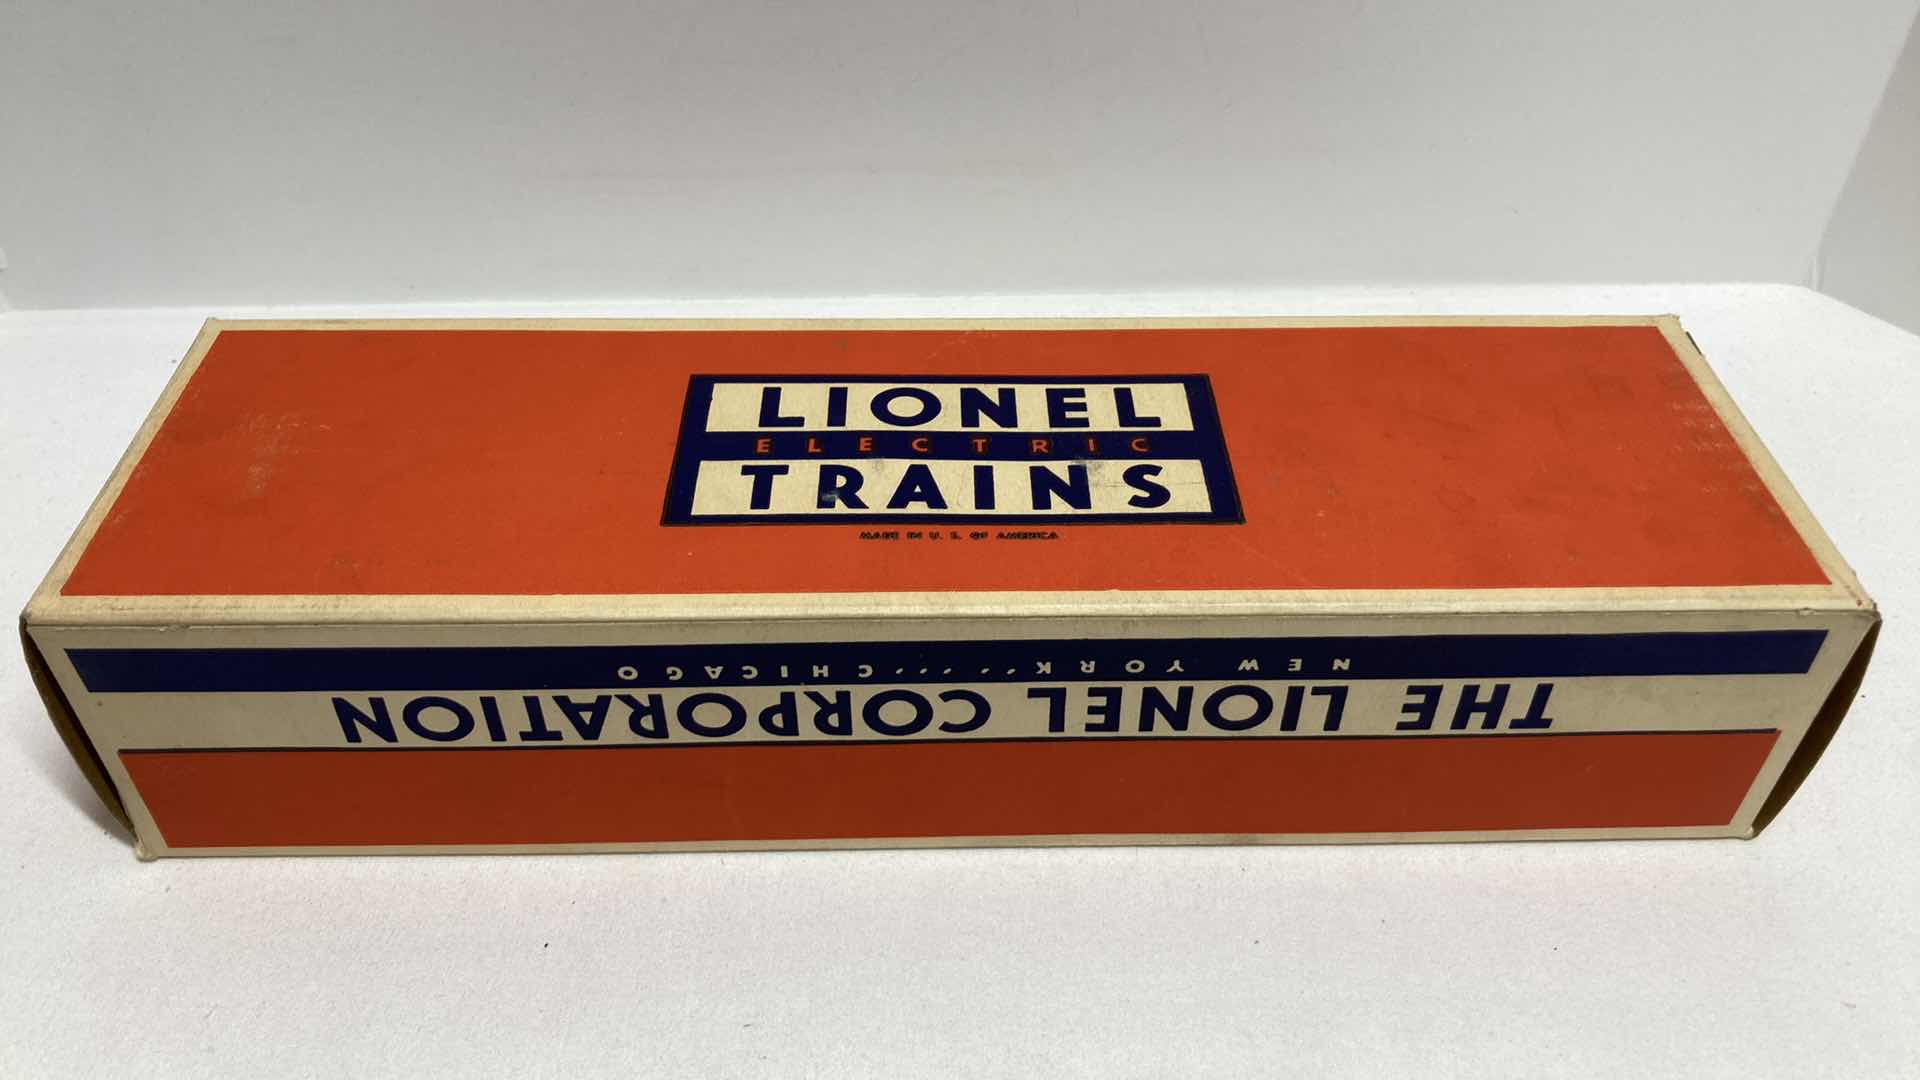 LIONEL
ELECTRIC
TRAINS
MADE IN U. S. OF AMERICA
THE LIONEL CORPORATION
NEW YORK.....CHICAGO